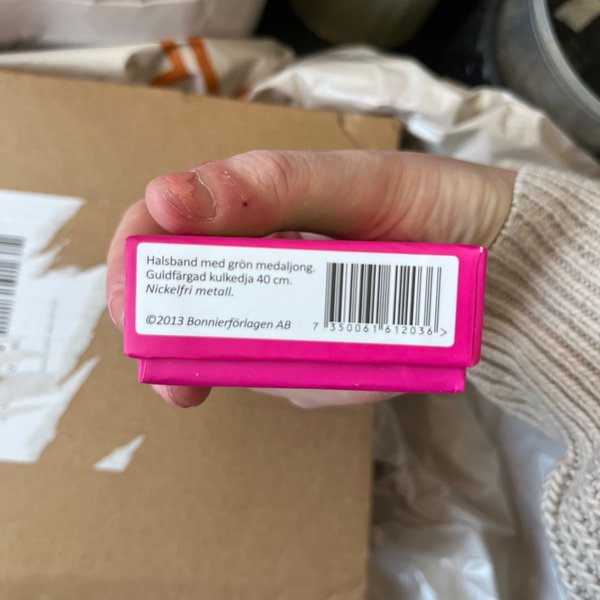 Halsband med grön medaljong.
Guldfärgad kulkedja 40 cm.
Nickelfri metall.
©2013 Bonnierförlagen AB
7 350061 612036 >